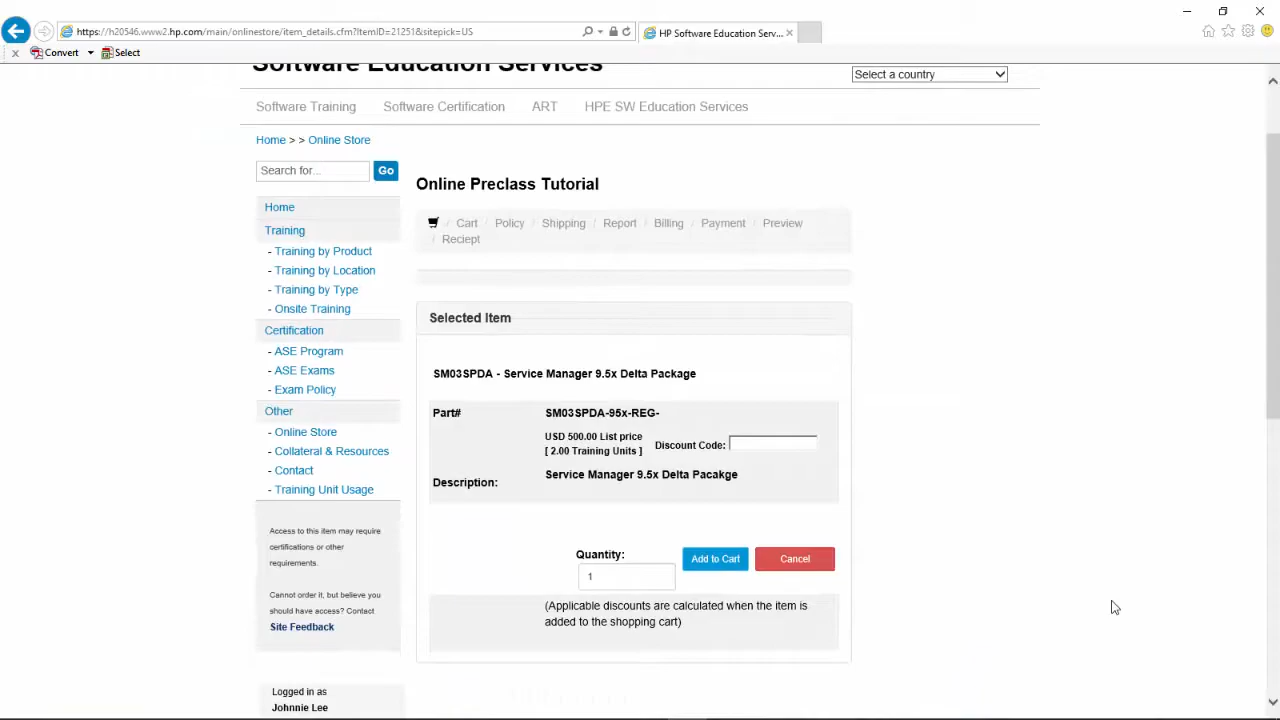 https://h20546.www2.hp.com/main/onlinestore/item_details.cfm?ItemID=21251&sitepick=US
HP Software Education Serv...
x Convert Select
Software Education Services
Select a country
Software Training Software Certification ART HPE SW Education Services
Home > > Online Store
Search for... Go
Online Preclass Tutorial
/ Cart / Policy / Shipping / Report / Billing / Payment / Preview
/ Reciept
Home
Training
- Training by Product
- Training by Location
- Training by Type
- Onsite Training
Certification
- ASE Program
- ASE Exams
- Exam Policy
Other
- Online Store
- Collateral & Resources
- Contact
- Training Unit Usage
Access to this item may require
certifications or other
requirements.
Cannot order it, but believe you
should have access? Contact
Site Feedback
Logged in as
Johnnie Lee
Selected Item
SM03SPDA - Service Manager 9.5x Delta Package
Part# SM03SPDA-95x-REG-
USD 500.00 List price
[ 2.00 Training Units ]
Discount Code:
Description: Service Manager 9.5x Delta Pacakge
Quantity:
1
Add to Cart Cancel
(Applicable discounts are calculated when the item is
added to the shopping cart)